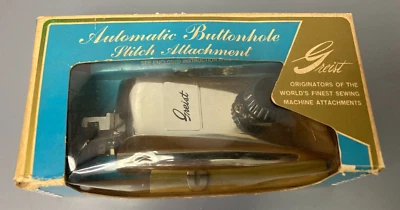 Automatic Buttonhole
Stitch Attachment
Greist
ORIGINATORS OF THE
WORLD'S FINEST SEWING
MACHINE ATTACHMENTS
Greist